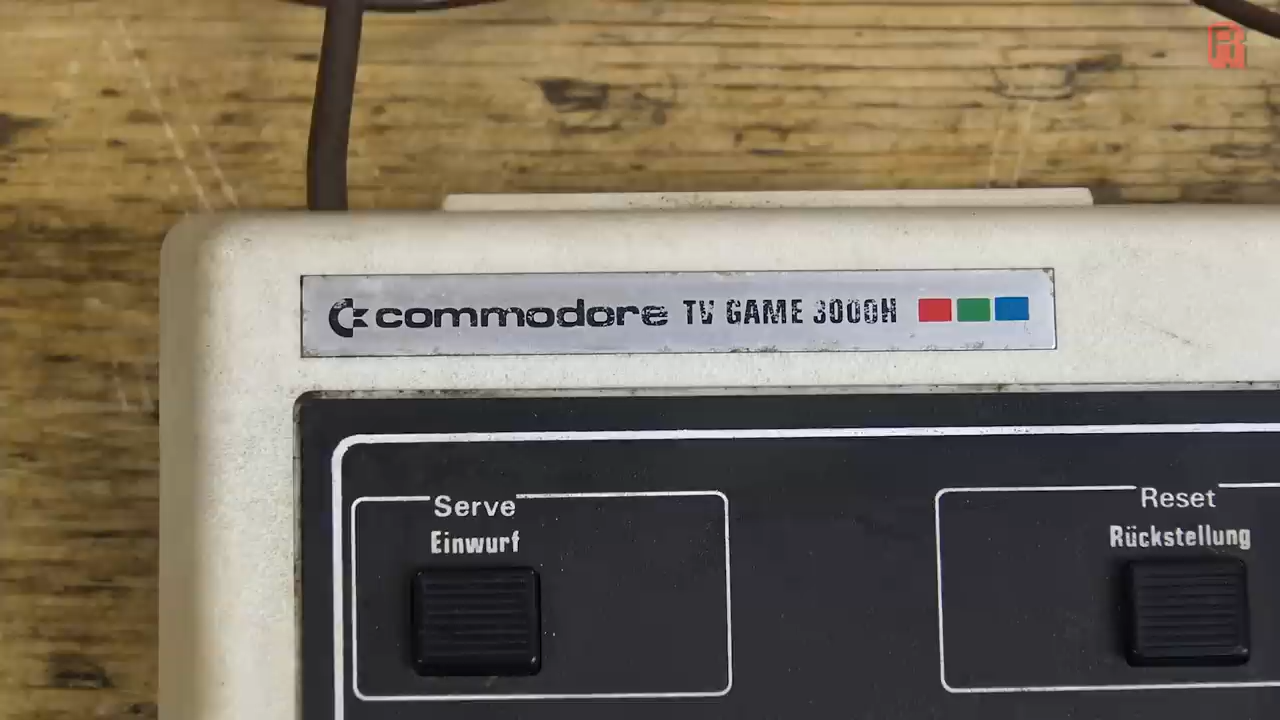 commodore TV GAME 3000H
Serve
Einwurf
Reset
Rückstellung